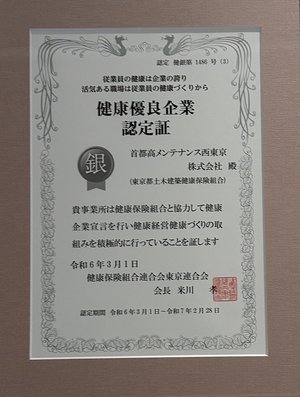 認定 健銀第 1486 号(3)
従業員の健康は企業の誇り
活気ある職場は従業員の健康づくりから
健康優良企業
認定証
銀
首都高メンテナンス西東京
株式会社 殿
(東京都土木建築健康保険組合)
貴事業所は健康保険組合と協力して健康
企業宣言を行い健康経営健康づくりの取
組みを積極的に行っていることを証します
令和6年3月1日
健康保険組合連合会東京連合会
会長 米川 孝
認定期間 令和6年3月1日~令和7年2月28日